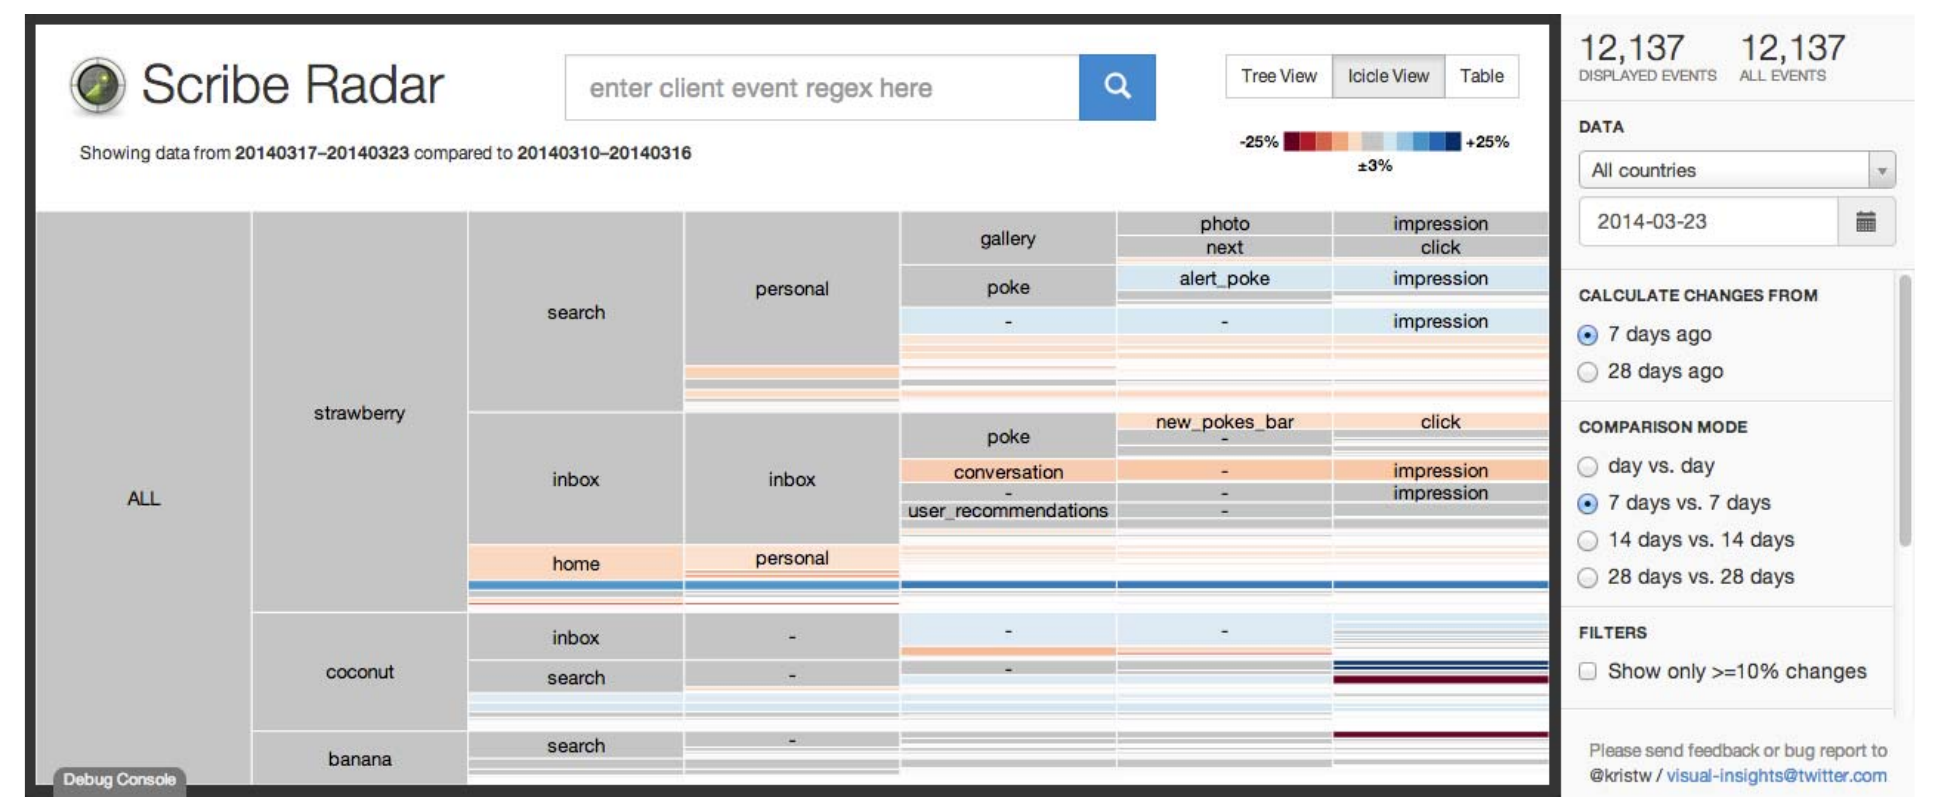 Scribe Radar
enter client event regex here
Tree View
Icicle View
Table
Showing data from 20140317–20140323 compared to 20140310–20140316
-25%
+25%
±3%
ALL
strawberry
search
personal
gallery
photo
impression
next
click
poke
alert_poke
impression
-
-
impression
inbox
inbox
poke
new_pokes_bar
click
-
conversation
-
impression
-
-
impression
user_recommendations
-
home
personal
coconut
inbox
-
-
-
search
-
-
banana
search
-
Debug Console
12,137
DISPLAYED EVENTS
12,137
ALL EVENTS
DATA
All countries
2014-03-23
CALCULATE CHANGES FROM
7 days ago
28 days ago
COMPARISON MODE
day vs. day
7 days vs. 7 days
14 days vs. 14 days
28 days vs. 28 days
FILTERS
Show only >=10% changes
Please send feedback or bug report to
@kristw / visual-insights@twitter.com